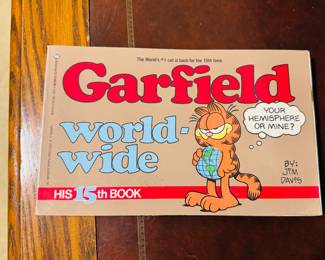 The World's #1 cat is back for the 15th time.
Garfield
world-
wide
YOUR
HEMISPHERE
OR MINE?
BY:
JIM
DAVIS
HIS 15th BOOK